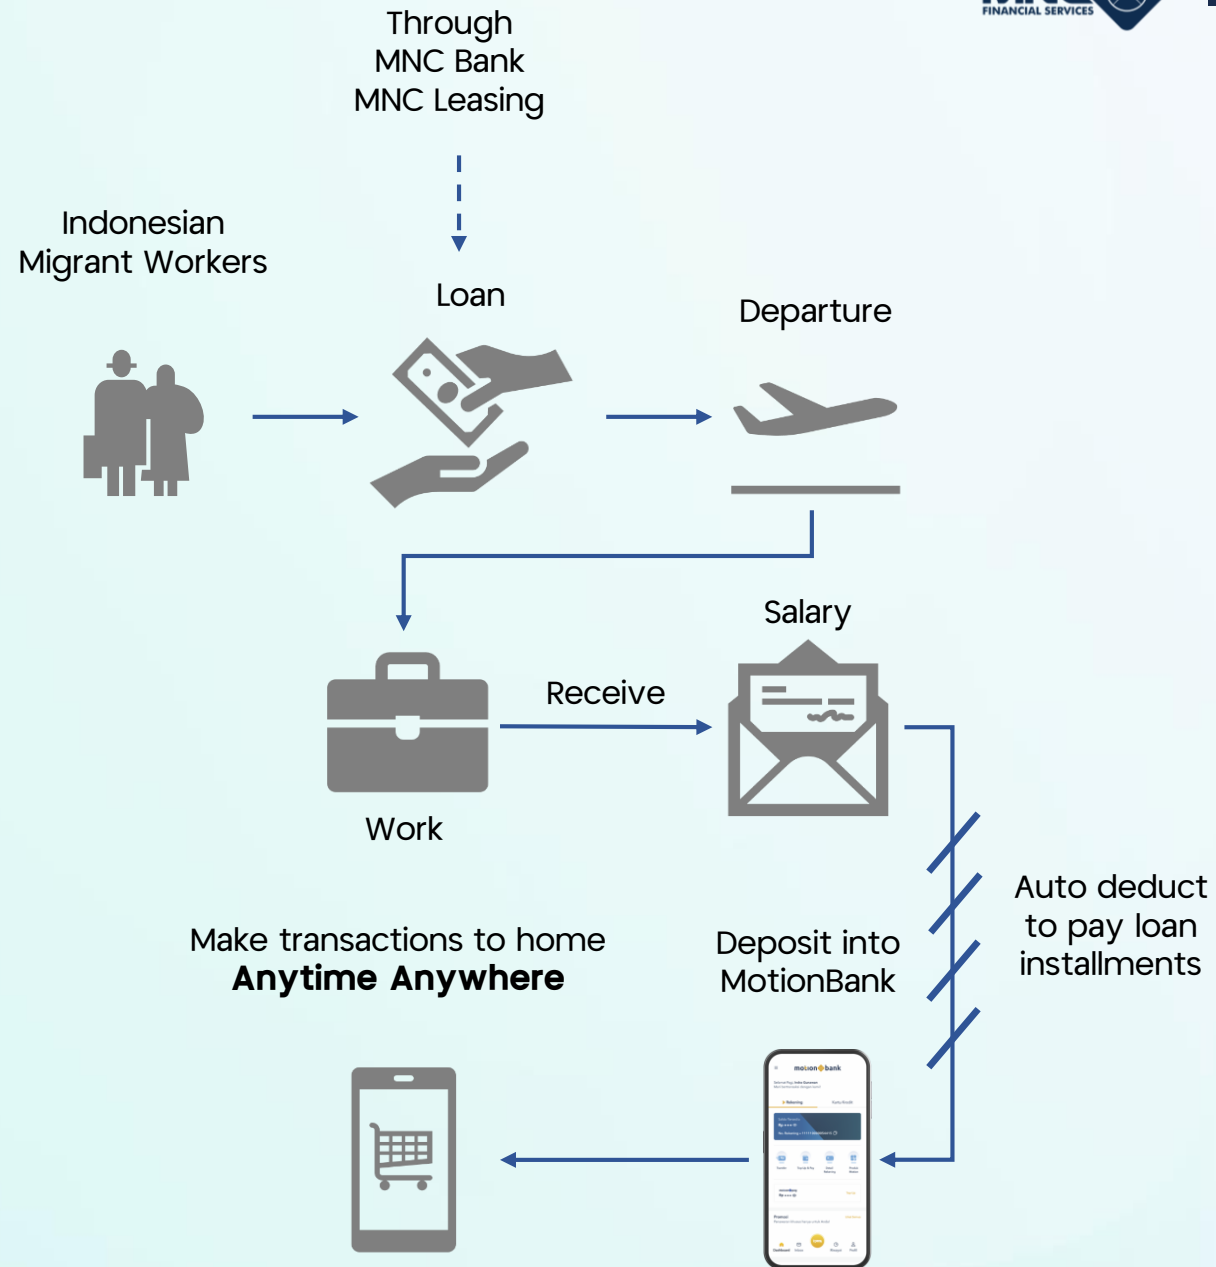 FINANCIAL SERVICES
Through
MNC Bank
MNC Leasing
Indonesian
Migrant Workers
Loan
Departure
Salary
Receive
Work
Auto deduct
to pay loan
installments
Make transactions to home
Anytime Anywhere
Deposit into
MotionBank
motion bank